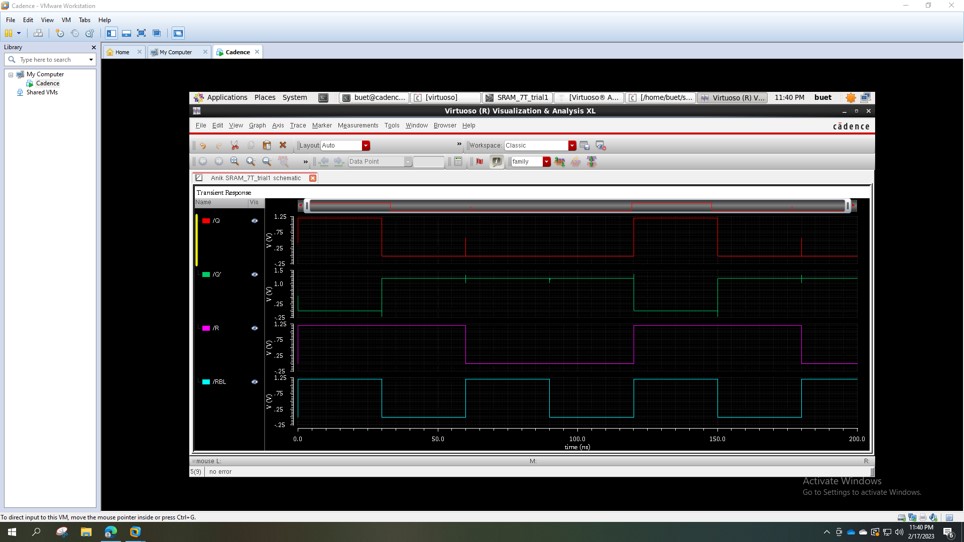 Cadence - VMware Workstation
File Edit View VM Tabs Help
Library
Type here to search
My Computer
Cadence
Shared VMs
Home My Computer Cadence
Applications Places System buet@cadenc... [virtuoso] SRAM_7T_trial1 [Virtuoso® A... [/home/buet/s... Virtuoso (R) V... 11:40 PM buet
Virtuoso (R) Visualization & Analysis XL
File Edit View Graph Axis Trace Marker Measurements Tools Window Browser Help cādence
Layout: Auto Workspace: Classic
Data Point family
Anik SRAM_7T_trial1 schematic
Transient Response
Name Vis
/Q
V (V)
1.25
.75
.25
-.25
/Q'
V (V)
1.5
1.0
.25
-.25
/R
V (V)
1.25
.75
.25
-.25
/RBL
V (V)
1.25
.75
.25
-.25
0.0 50.0 100.0 150.0 200.0
time (ns)
mouse L: M: R:
5(9) no error
Activate Windows
Go to Settings to activate Windows.
To direct input to this VM, move the mouse pointer inside or press Ctrl+G.
11:40 PM
2/17/2023